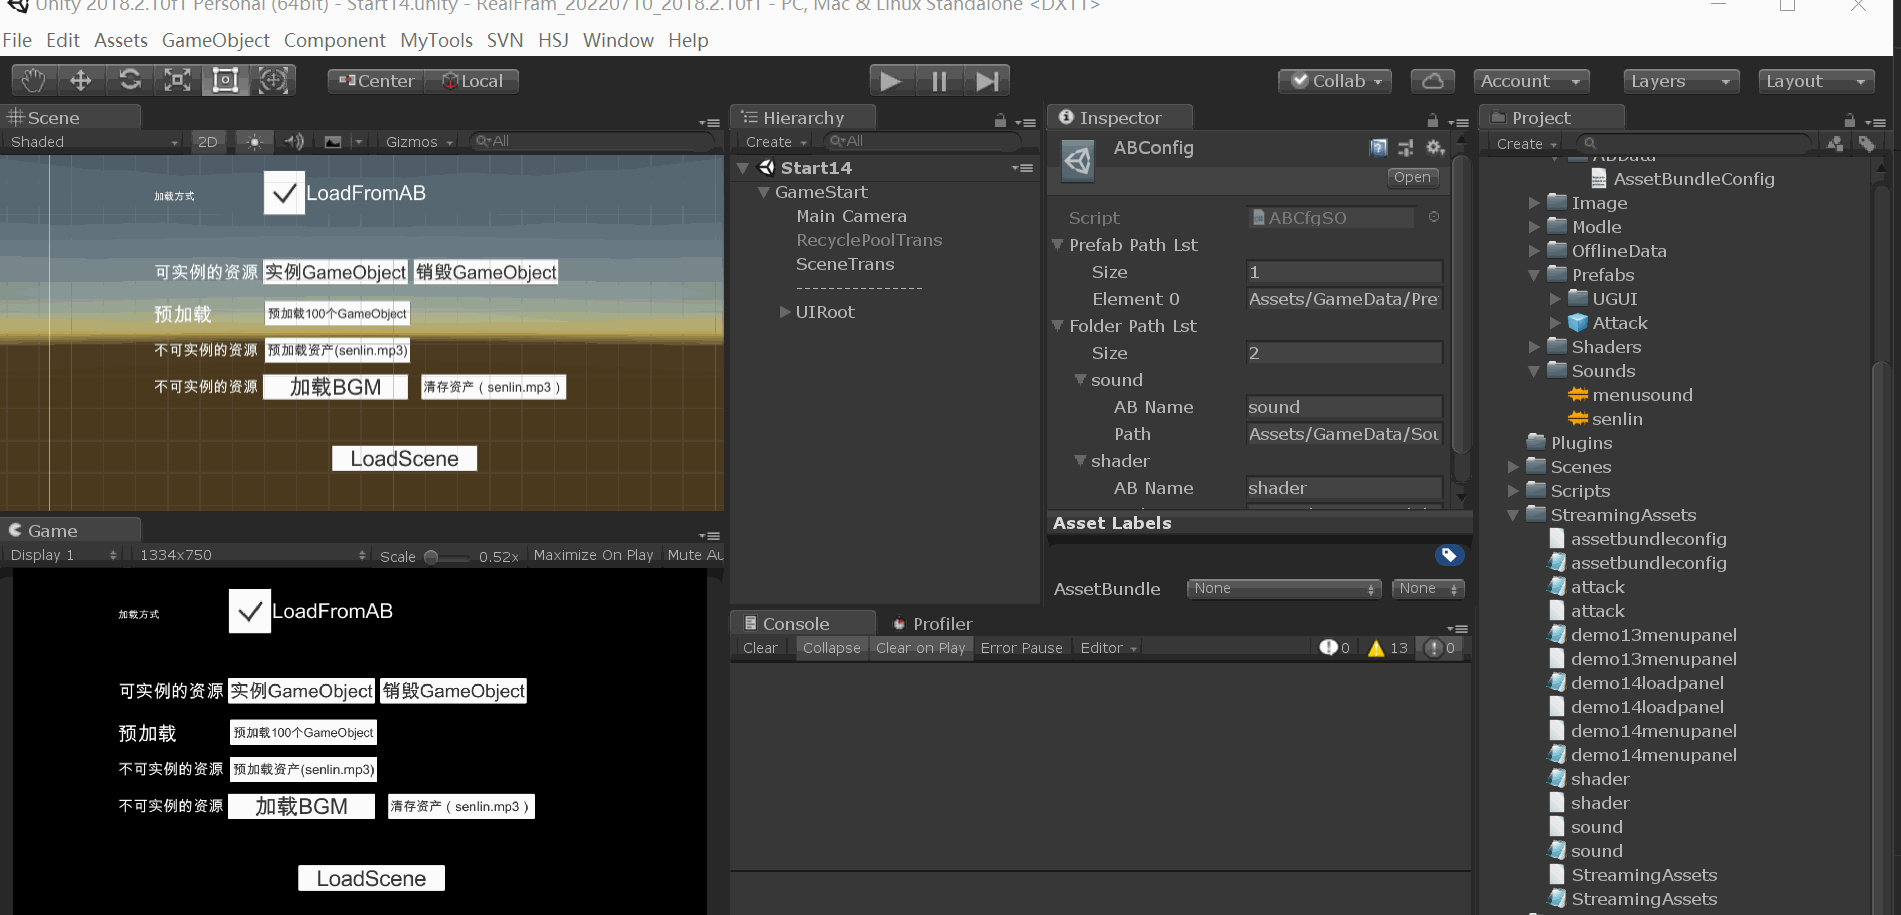 Unity 2018.2.10f1 Personal (64bit) - Start14.unity - RealFram_20220710_2018.2.10f1 - PC, Mac & Linux Standalone <DX11>
File Edit Assets GameObject Component MyTools SVN HSJ Window Help
Center Local Collab Account Layers Layout
Scene
Shaded 2D Gizmos All
加载方式 LoadFromAB
可实例的资源 实例GameObject 销毁GameObject
预加载 预加载100个GameObject
不可实例的资源 预加载资产(senlin.mp3)
不可实例的资源 加载BGM 清存资产（senlin.mp3）
LoadScene
Game
Display 1 1334x750 Scale 0.52x Maximize On Play Mute Au
加载方式 LoadFromAB
可实例的资源 实例GameObject 销毁GameObject
预加载 预加载100个GameObject
不可实例的资源 预加载资产(senlin.mp3)
不可实例的资源 加载BGM 清存资产（senlin.mp3）
LoadScene
Hierarchy
Create All
Start14
GameStart
Main Camera
RecyclePoolTrans
SceneTrans
----------------
UIRoot
Inspector
ABConfig
Open
Script ABCfgSO
Prefab Path Lst
Size 1
Element 0 Assets/GameData/Pre
Folder Path Lst
Size 2
sound
AB Name sound
Path Assets/GameData/Sou
shader
AB Name shader
Asset Labels
AssetBundle None None
Console Profiler
Clear Collapse Clear on Play Error Pause Editor 0 13 0
Project
Create
ABData
AssetBundleConfig
Image
Modle
OfflineData
Prefabs
UGUI
Attack
Shaders
Sounds
menusound
senlin
Plugins
Scenes
Scripts
StreamingAssets
assetbundleconfig
assetbundleconfig
attack
attack
demo13menupanel
demo13menupanel
demo14loadpanel
demo14loadpanel
demo14menupanel
demo14menupanel
shader
shader
sound
sound
StreamingAssets
StreamingAssets